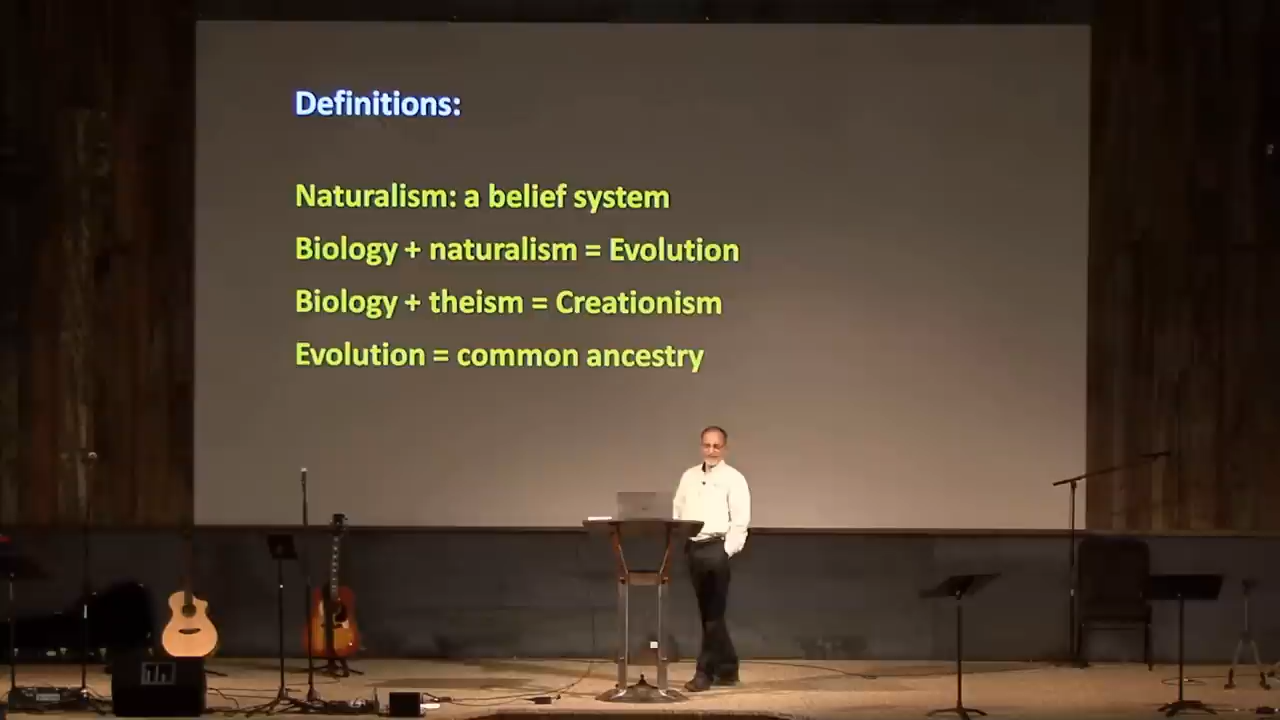 Definitions:
Naturalism: a belief system
Biology + naturalism = Evolution
Biology + theism = Creationism
Evolution = common ancestry